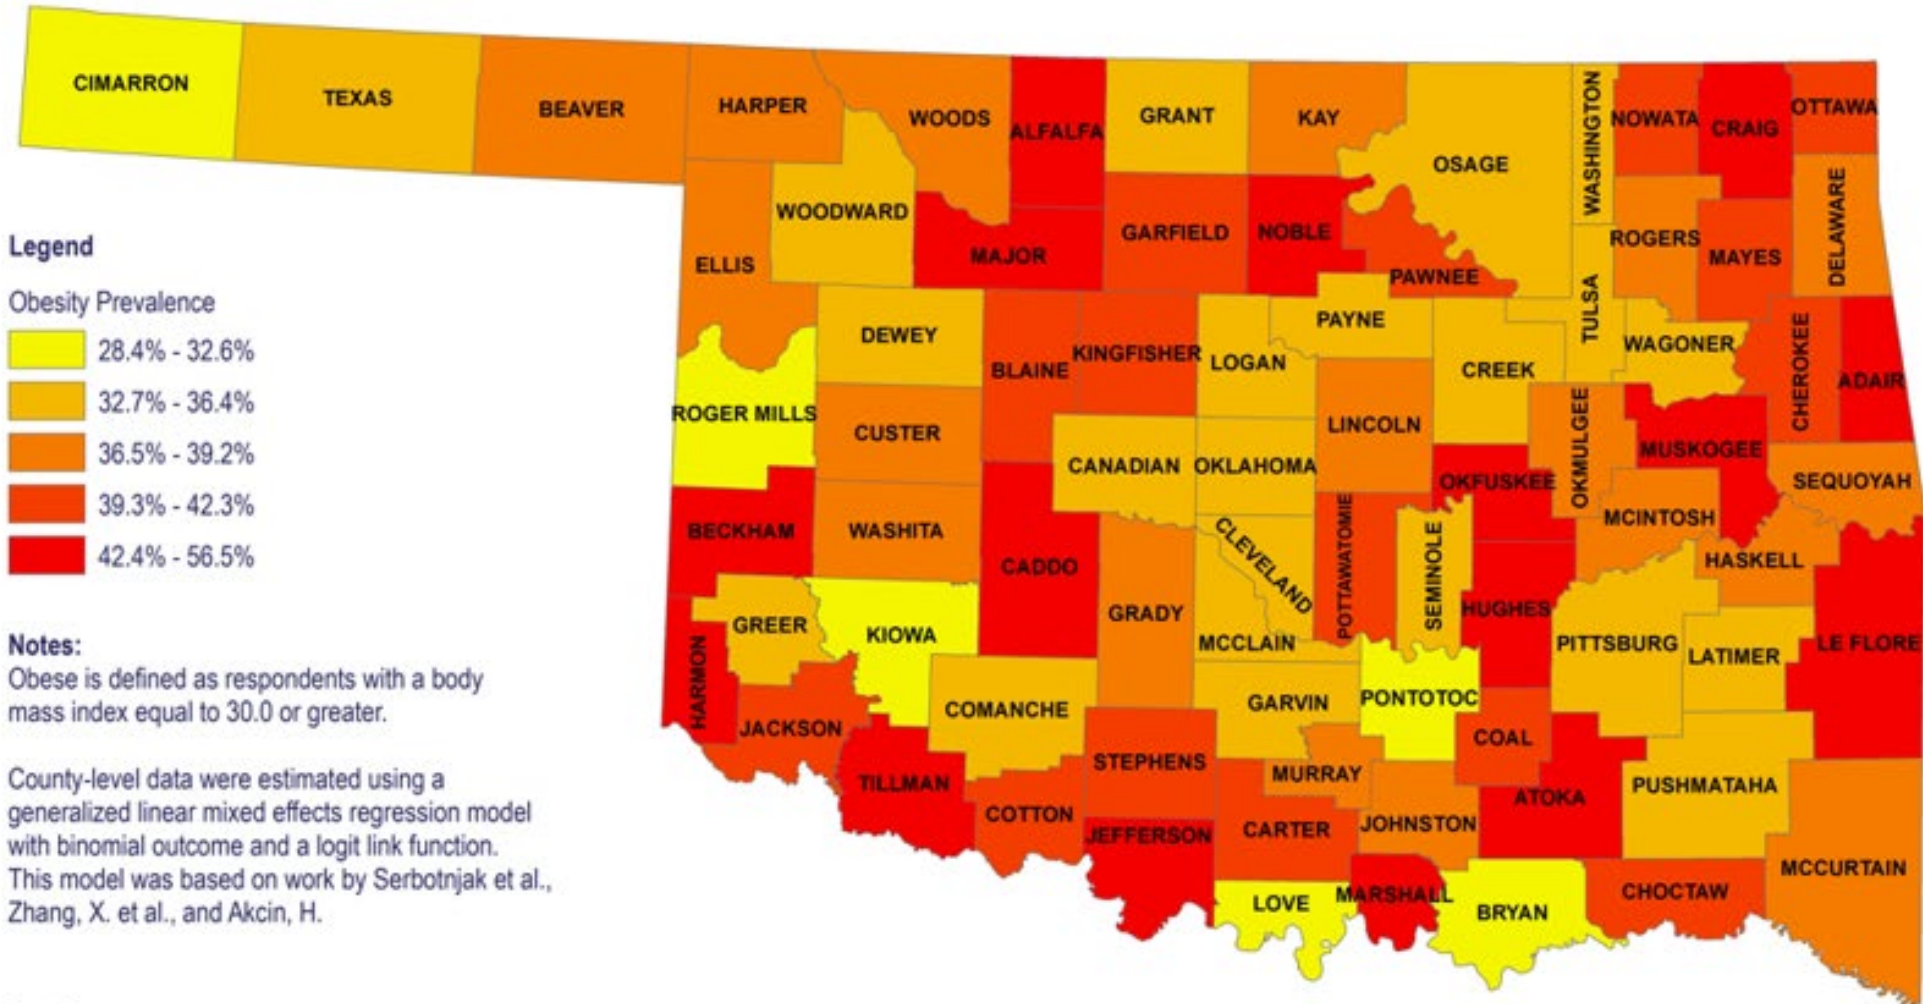 CIMARRON
TEXAS
BEAVER
HARPER
WOODS
ALFALFA
GRANT
KAY
OSAGE
WASHINGTON
NOWATA
CRAIG
OTTAWA
WOODWARD
ELLIS
MAJOR
GARFIELD
NOBLE
PAWNEE
ROGERS
MAYES
DELAWARE
TULSA
DEWEY
BLAINE
KINGFISHER
LOGAN
PAYNE
CREEK
WAGONER
CHEROKEE
ADAIR
ROGER MILLS
CUSTER
CANADIAN
OKLAHOMA
LINCOLN
OKMULGEE
MUSKOGEE
OKFUSKEE
SEQUOYAH
BECKHAM
WASHITA
CADDO
GRADY
CLEVELAND
POTTAWATOMIE
SEMINOLE
MCINTOSH
HASKELL
HUGHES
GREER
KIOWA
MCCLAIN
PITTSBURG
LATIMER
LE FLORE
HARMON
JACKSON
COMANCHE
GARVIN
PONTOTOC
COAL
TILLMAN
STEPHENS
MURRAY
ATOKA
PUSHMATAHA
COTTON
JEFFERSON
CARTER
JOHNSTON
MCCURTAIN
LOVE
MARSHALL
BRYAN
CHOCTAW
Legend
Obesity Prevalence
28.4% - 32.6%
32.7% - 36.4%
36.5% - 39.2%
39.3% - 42.3%
42.4% - 56.5%
Notes:
Obese is defined as respondents with a body
mass index equal to 30.0 or greater.
County-level data were estimated using a
generalized linear mixed effects regression model
with binomial outcome and a logit link function.
This model was based on work by Serbotnjak et al.,
Zhang, X. et al., and Akcin, H.